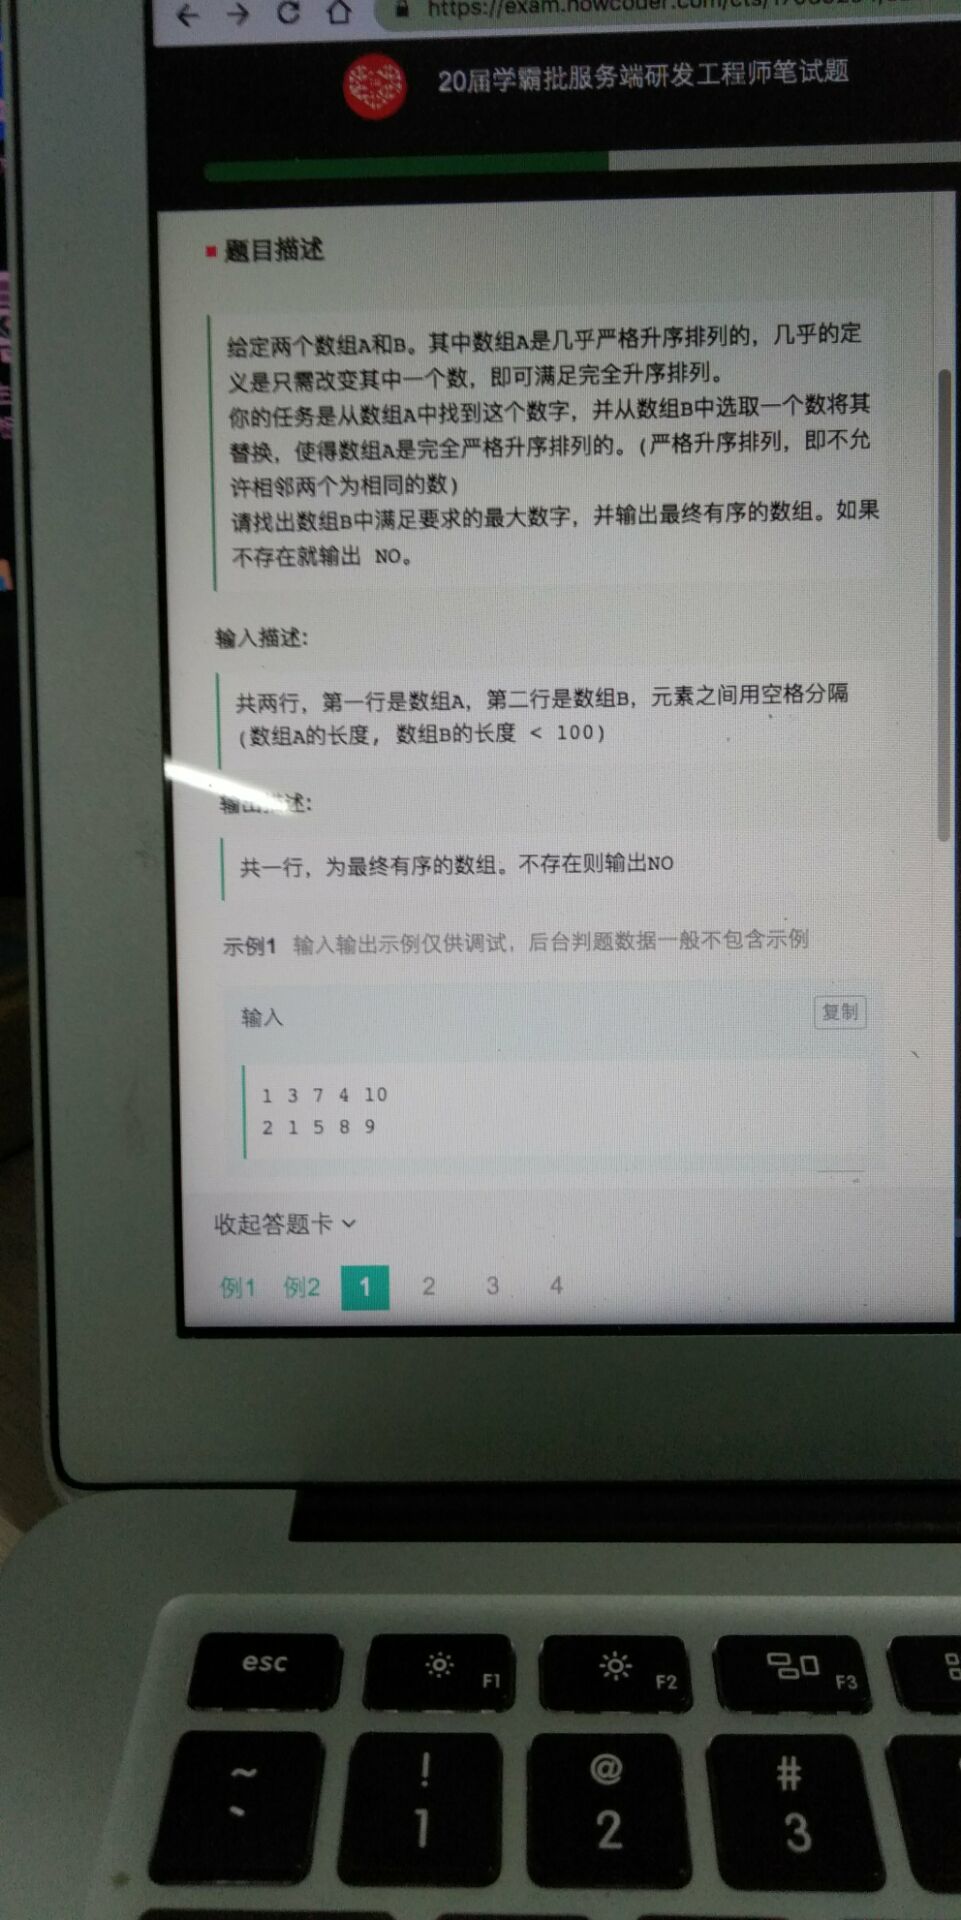 20届学霸批服务端研发工程师笔试题
题目描述
给定两个数组A和B。其中数组A是几乎严格升序排列的，几乎的定
义是只需改变其中一个数，即可满足完全升序排列。
你的任务是从数组A中找到这个数字，并从数组B中选取一个数将其
替换，使得数组A是完全严格升序排列的。(严格升序排列，即不允
许相邻两个为相同的数)
请找出数组B中满足要求的最大数字，并输出最终有序的数组。如果
不存在就输出 NO。
输入描述:
共两行，第一行是数组A，第二行是数组B，元素之间用空格分隔
(数组A的长度, 数组B的长度 < 100)
输出描述:
共一行，为最终有序的数组。不存在则输出NO
示例1 输入输出示例仅供调试，后台判题数据一般不包含示例
输入 复制
1 3 7 4 10
2 1 5 8 9
收起答题卡
例1 例2 1 2 3 4
esc F1 F2 F3
~ ! @ #
` 1 2 3